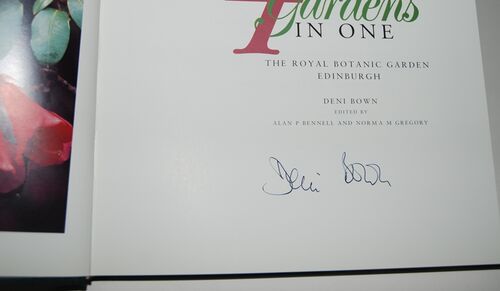 4
Gardens
IN ONE
THE ROYAL BOTANIC GARDEN
EDINBURGH
DENI BOWN
EDITED BY
ALAN P BENNELL AND NORMA M GREGORY
Deni Bown